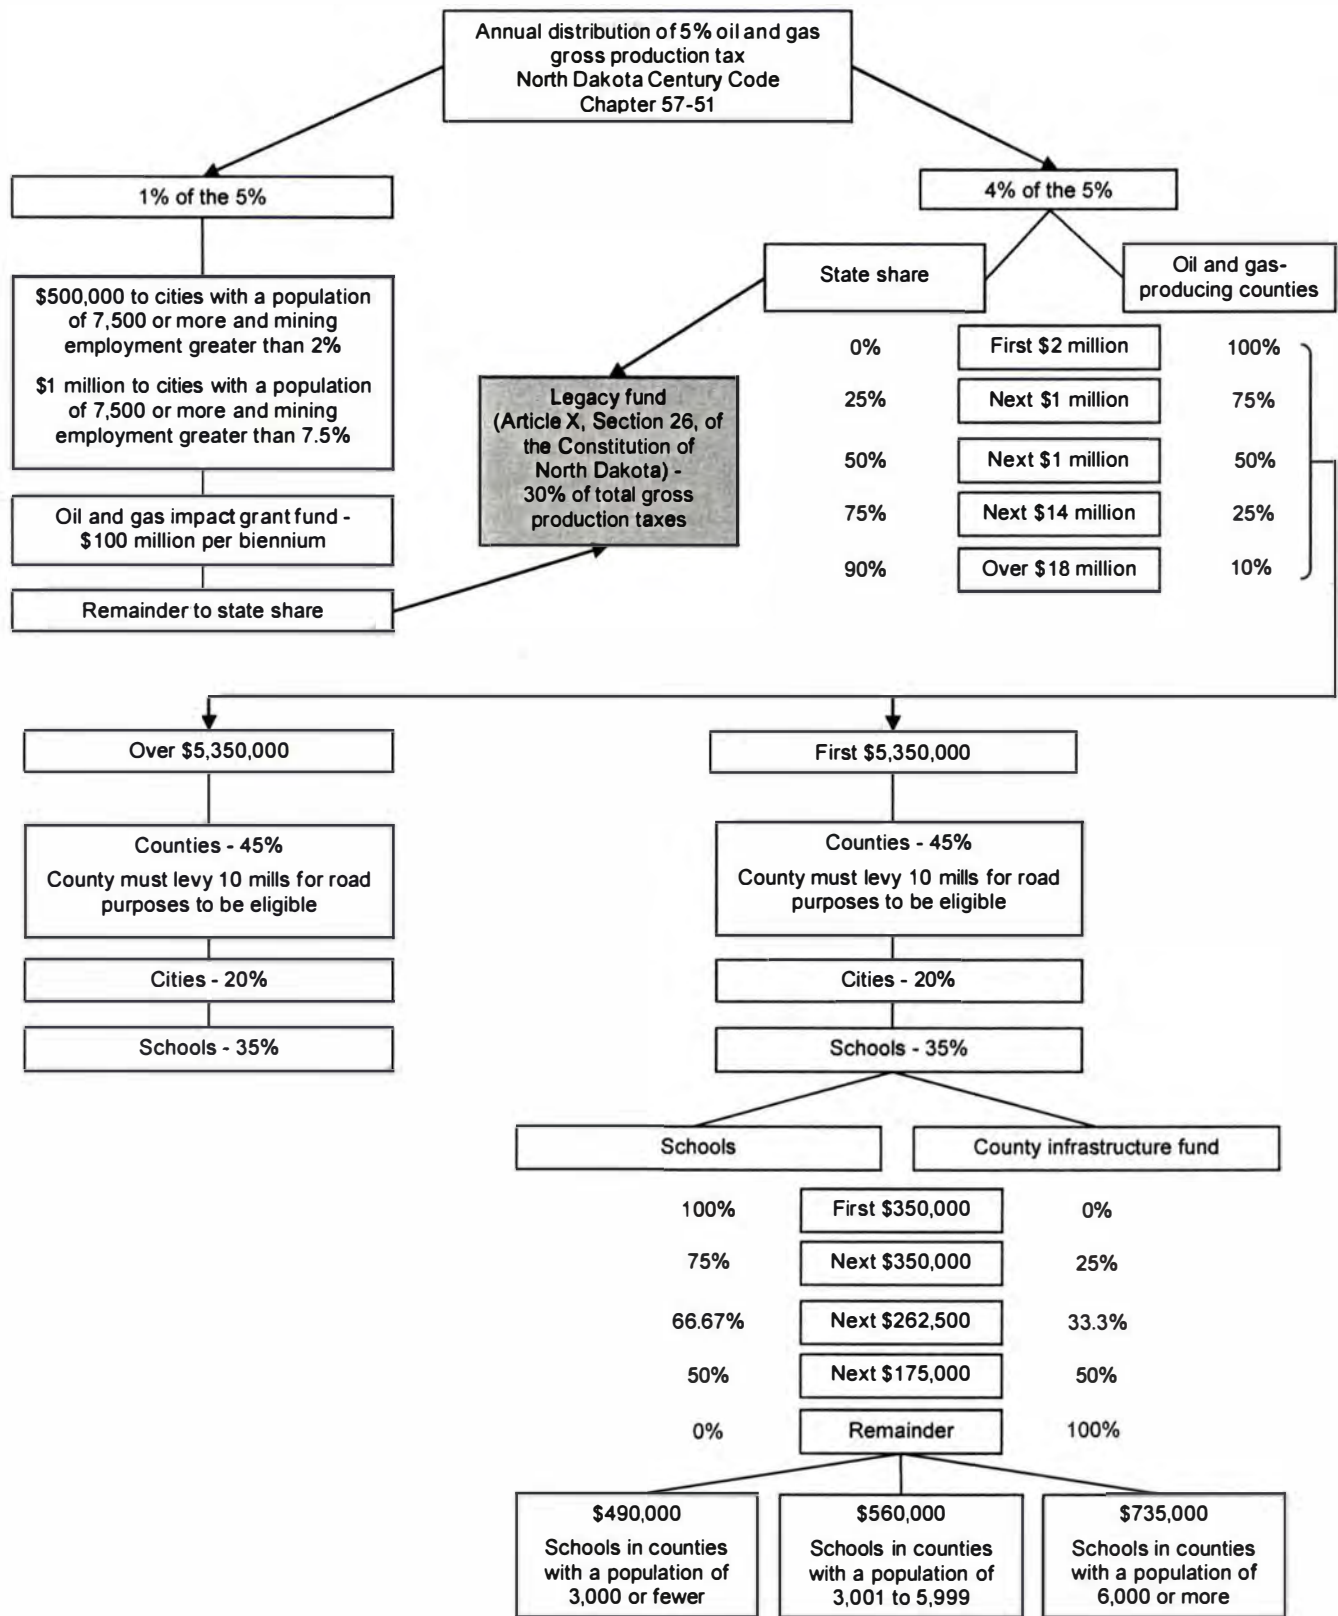 Annual distribution of 5% oil and gas
gross production tax
North Dakota Century Code
Chapter 57-51
1% of the 5%
4% of the 5%
$500,000 to cities with a population
of 7,500 or more and mining
employment greater than 2%
$1 million to cities with a population
of 7,500 or more and mining
employment greater than 7.5%
Oil and gas impact grant fund -
$100 million per biennium
Remainder to state share
Legacy fund
(Article X, Section 26, of
the Constitution of
North Dakota) -
30% of total gross
production taxes
State share
Oil and gas-
producing counties
0% First $2 million 100%
25% Next $1 million 75%
50% Next $1 million 50%
75% Next $14 million 25%
90% Over $18 million 10%
Over $5,350,000
Counties - 45%
County must levy 10 mills for road
purposes to be eligible
Cities - 20%
Schools - 35%
First $5,350,000
Counties - 45%
County must levy 10 mills for road
purposes to be eligible
Cities - 20%
Schools - 35%
Schools
County infrastructure fund
100% First $350,000 0%
75% Next $350,000 25%
66.67% Next $262,500 33.3%
50% Next $175,000 50%
0% Remainder 100%
$490,000
Schools in counties
with a population of
3,000 or fewer
$560,000
Schools in counties
with a population of
3,001 to 5,999
$735,000
Schools in counties
with a population of
6,000 or more